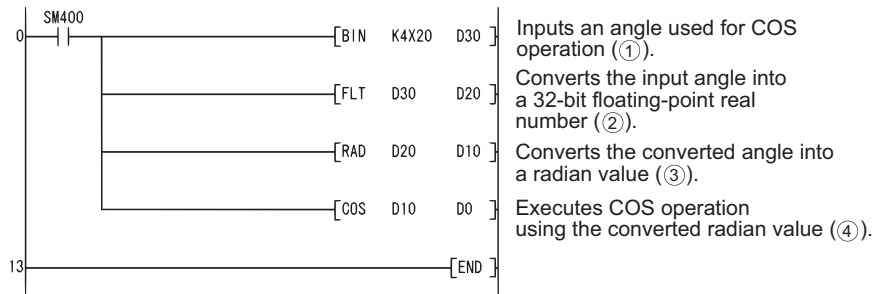 SM400
0 [BIN K4X20 D30] Inputs an angle used for COS
operation (①).
[FLT D30 D20] Converts the input angle into
a 32-bit floating-point real
number (②).
[RAD D20 D10] Converts the converted angle into
a radian value (③).
[COS D10 D0] Executes COS operation
using the converted radian value (④).
13 [END]